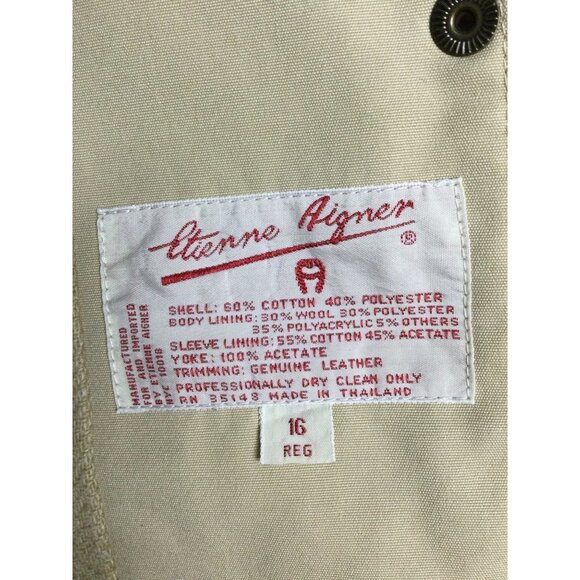 Etienne Aigner ®
SHELL: 60% COTTON 40% POLYESTER
BODY LINING: 30% WOOL 30% POLYESTER
35% POLYACRYLIC 5% OTHERS
SLEEVE LINING: 55% COTTON 45% ACETATE
YOKE: 100% ACETATE
TRIMMING: GENUINE LEATHER
PROFESSIONALLY DRY CLEAN ONLY
RN 35148 MADE IN THAILAND
MANUFACTURED
FOR AND IMPORTED
BY ETIENNE AIGNER
NYC 10018
16
REG